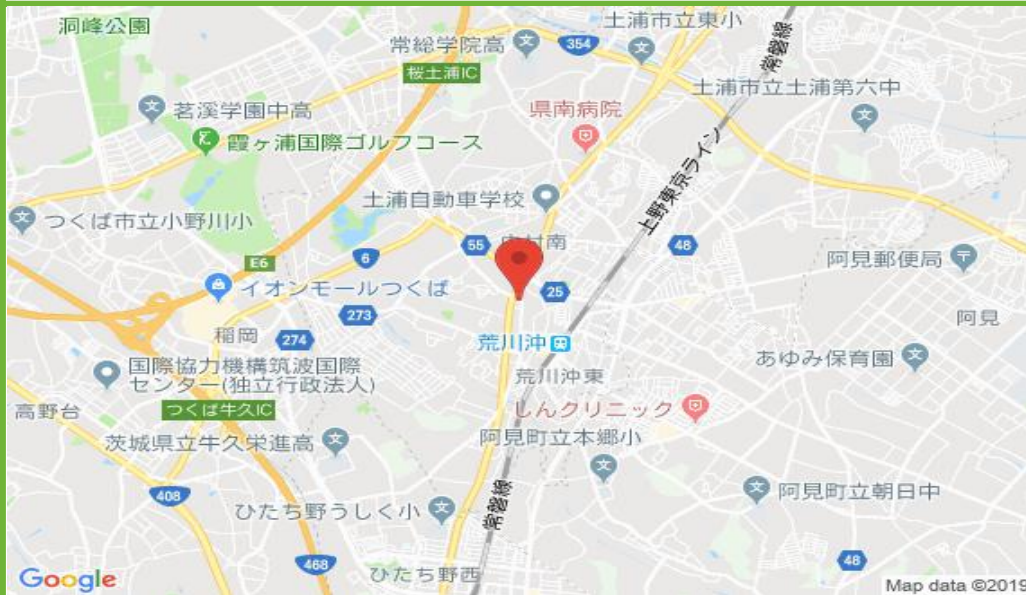 洞峰公園
土浦市立東小
常総学院高
354
常磐線
桜土浦IC
土浦市立土浦第六中
茗溪学園中高
県南病院
霞ヶ浦国際ゴルフコース
上野東京ライン
土浦自動車学校
つくば市立小野川小
55
48
6
阿見郵便局
E6
イオンモールつくば
25
273
阿見
稲岡
274
荒川沖
あゆみ保育園
国際協力機構筑波国際
センター(独立行政法人)
荒川沖東
高野台
つくば牛久IC
しんクリニック
茨城県立牛久栄進高
阿見町立本郷小
408
阿見町立朝日中
ひたち野うしく小
常磐線
468
48
ひたち野西
Google
Map data ©2019